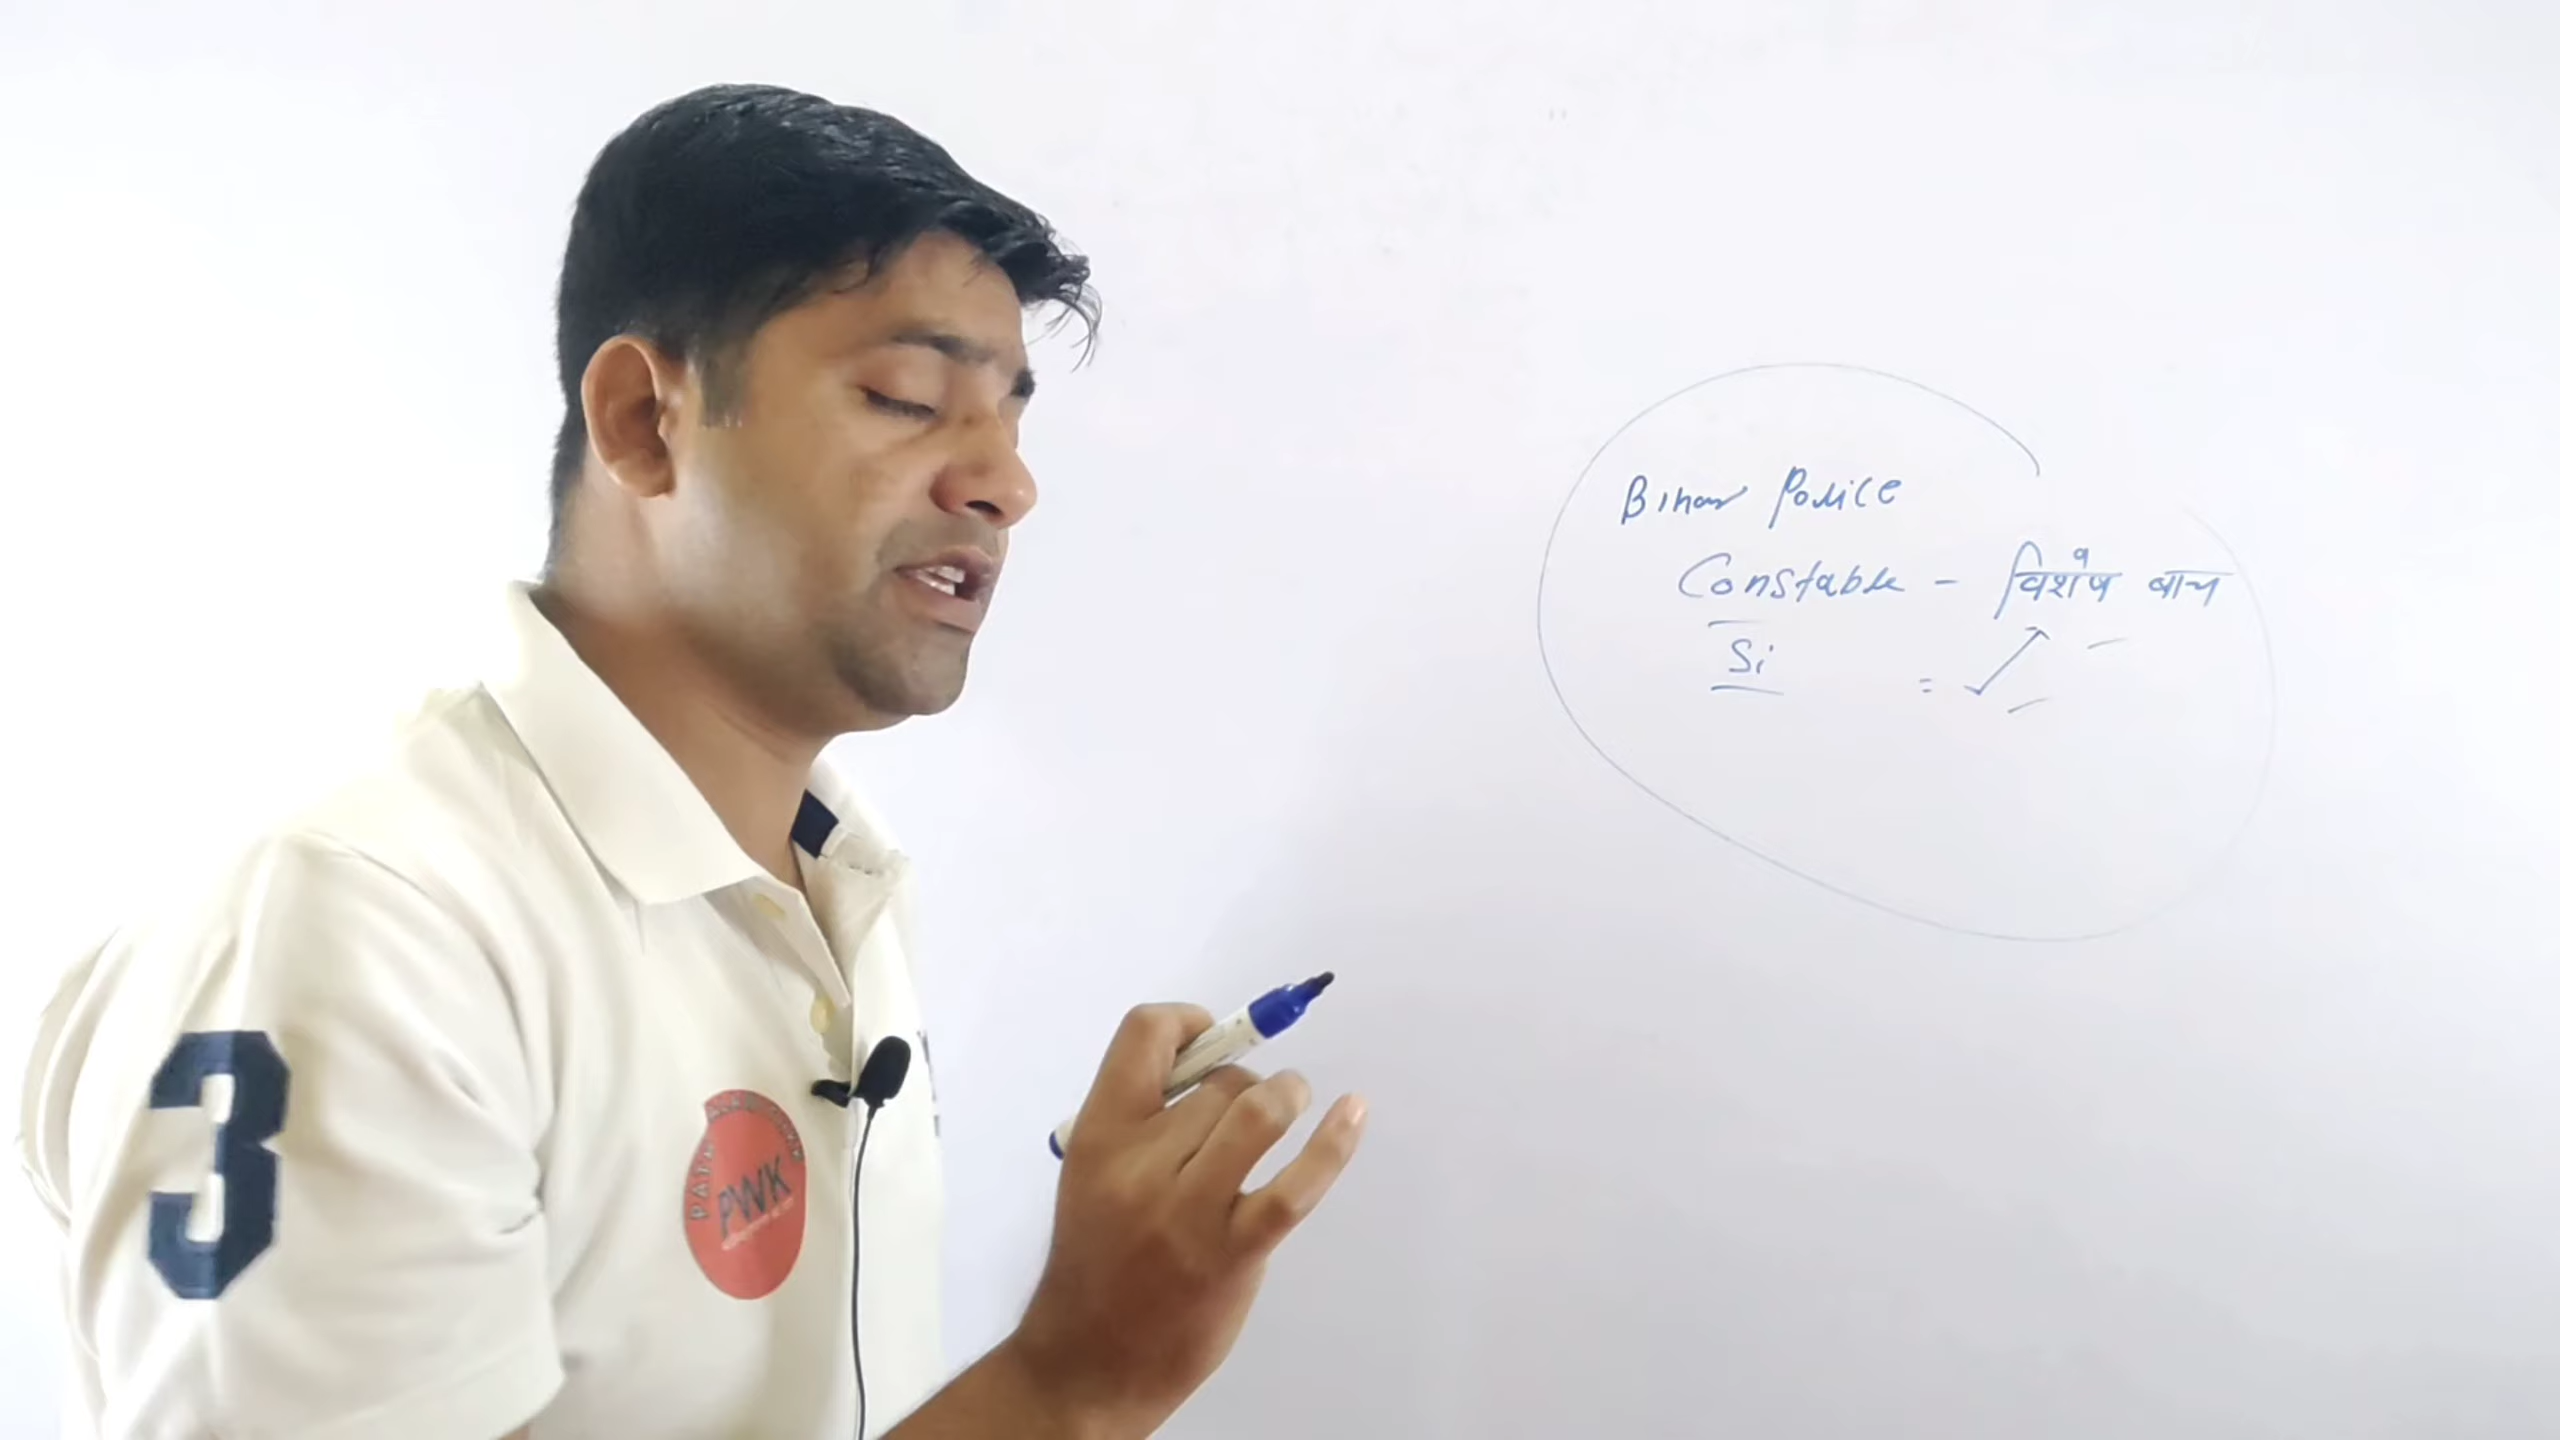 Bihar Police
Constable - विशेष बात
Si =
3
PWK